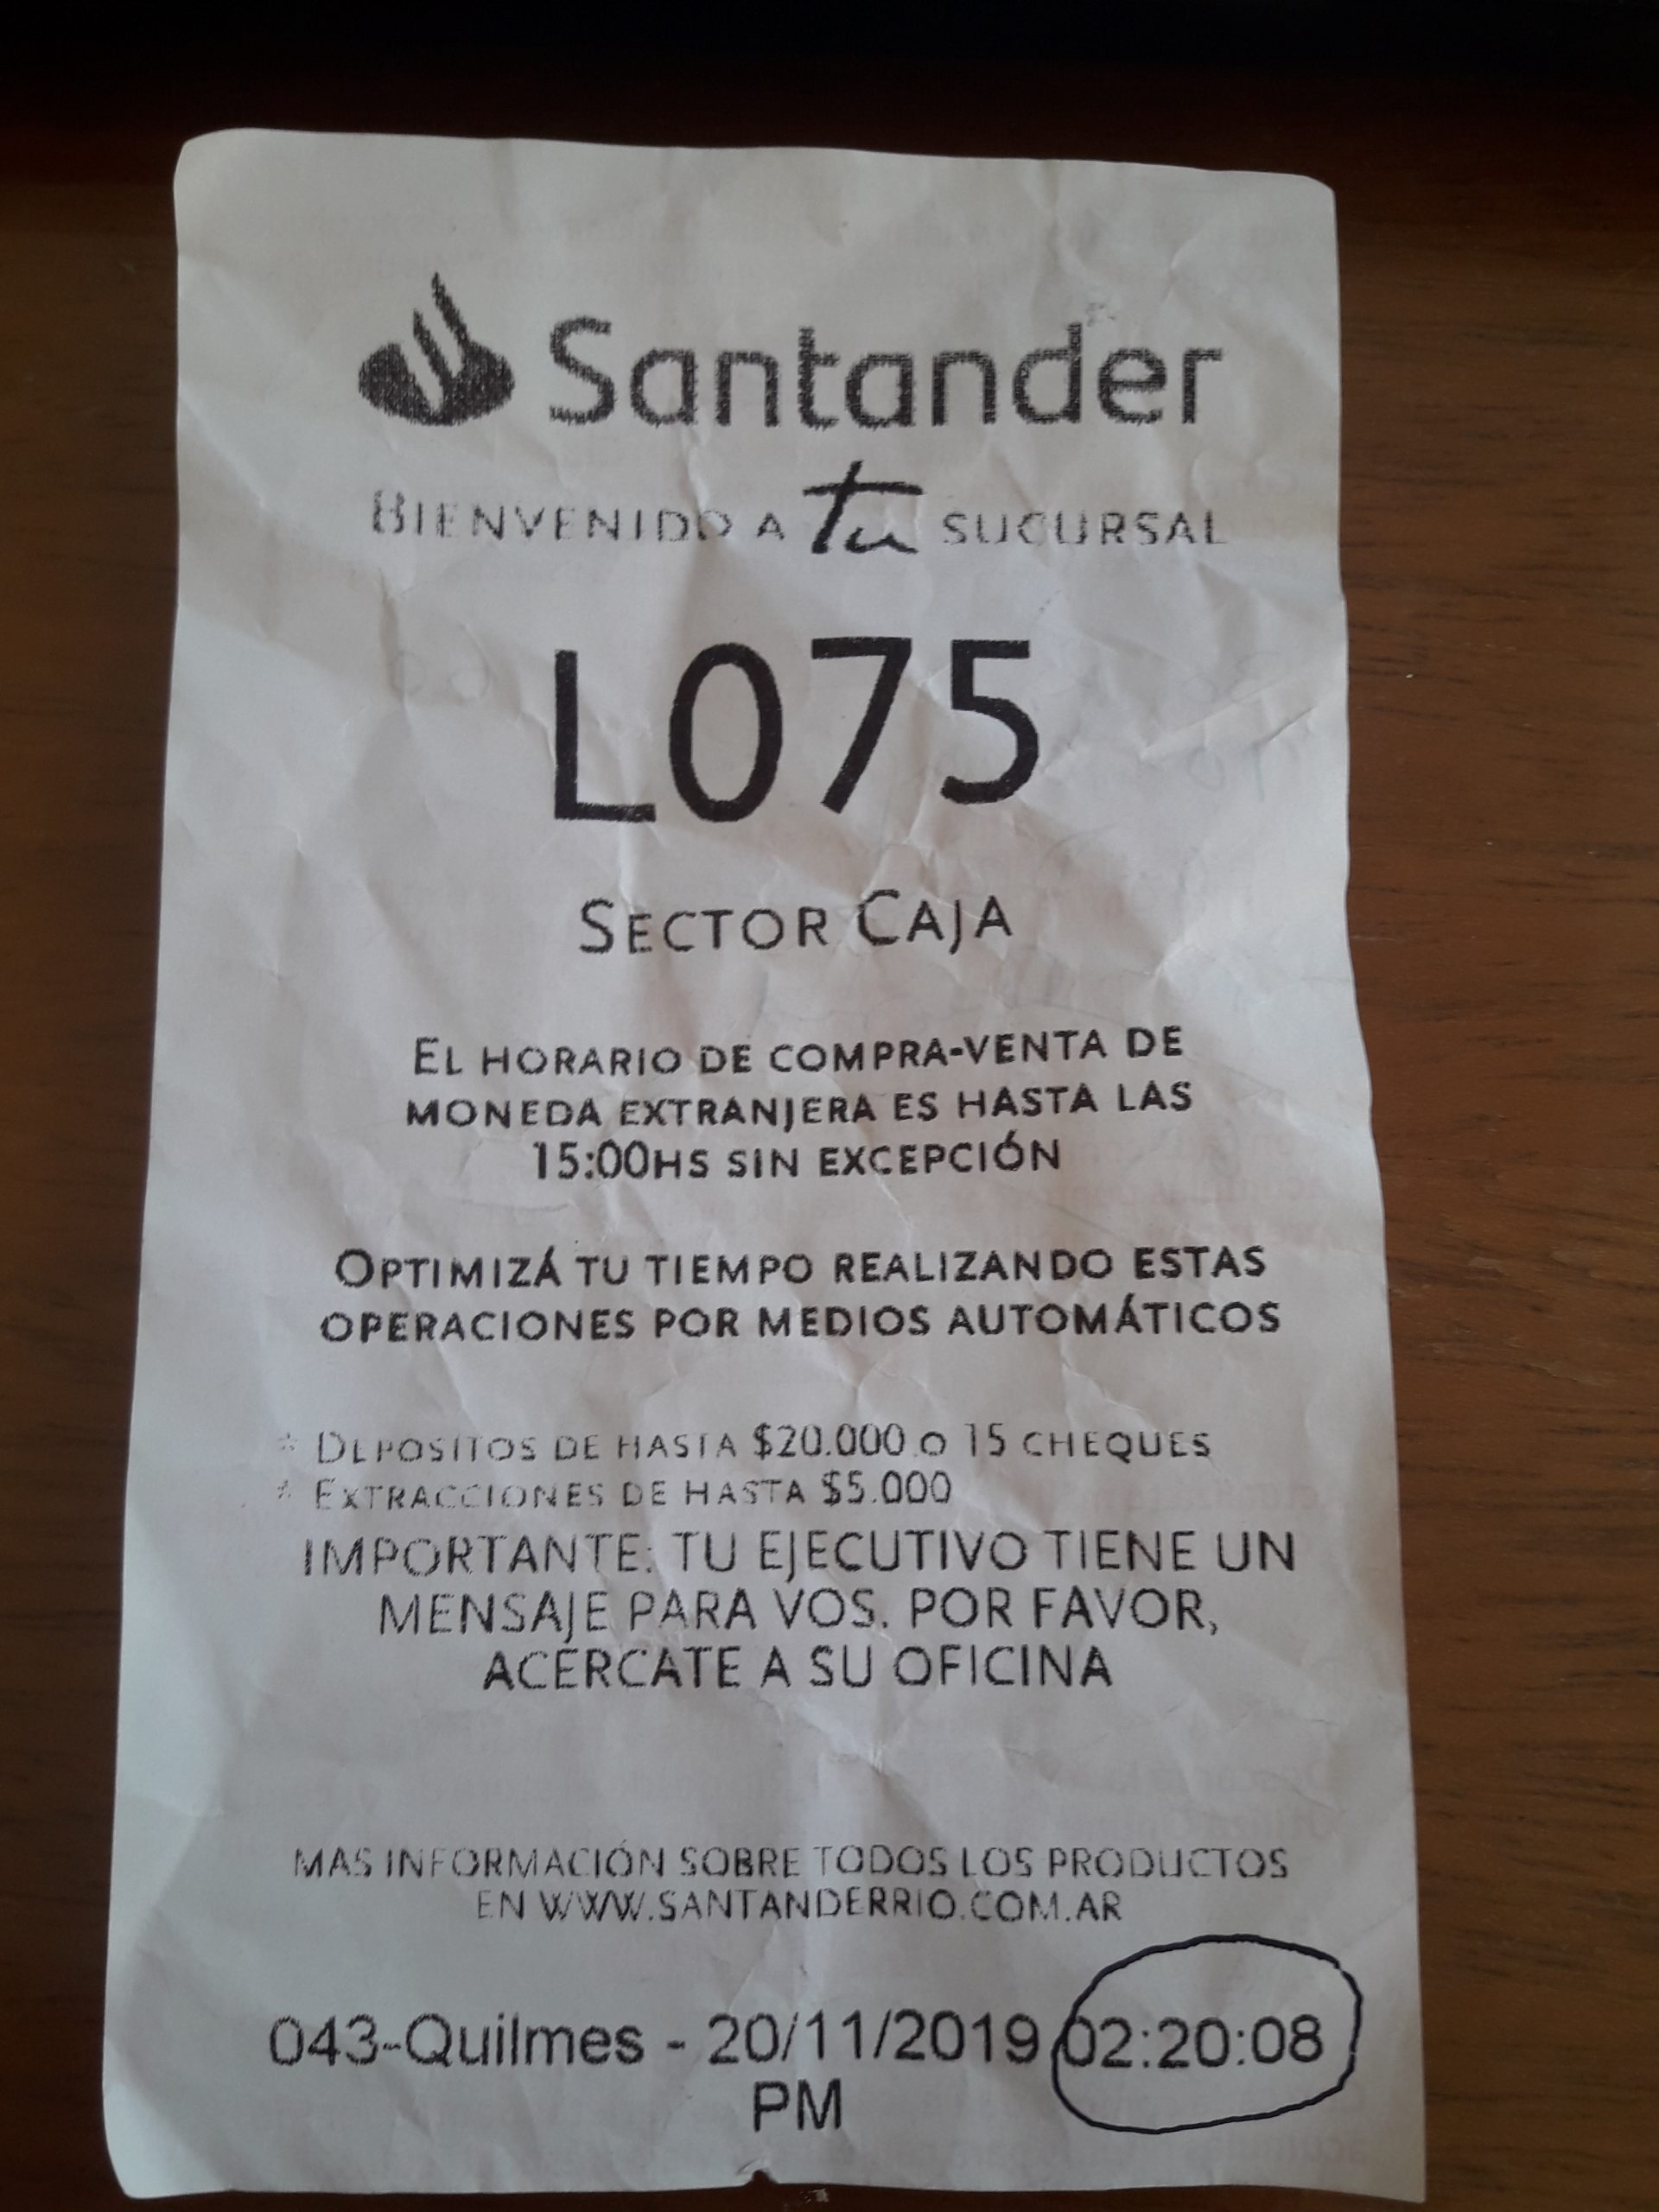 Santander
BIENVENIDO A tu SUCURSAL
L075
SECTOR CAJA
EL HORARIO DE COMPRA-VENTA DE
MONEDA EXTRANJERA ES HASTA LAS
15:00HS SIN EXCEPCIÓN
OPTIMIZÁ TU TIEMPO REALIZANDO ESTAS
OPERACIONES POR MEDIOS AUTOMÁTICOS
* DEPOSITOS DE HASTA $20.000 O 15 CHEQUES
* EXTRACCIONES DE HASTA $5.000
IMPORTANTE: TU EJECUTIVO TIENE UN
MENSAJE PARA VOS. POR FAVOR,
ACERCATE A SU OFICINA
MAS INFORMACIÓN SOBRE TODOS LOS PRODUCTOS
EN WWW.SANTANDERRIO.COM.AR
043-Quilmes - 20/11/2019 02:20:08
PM